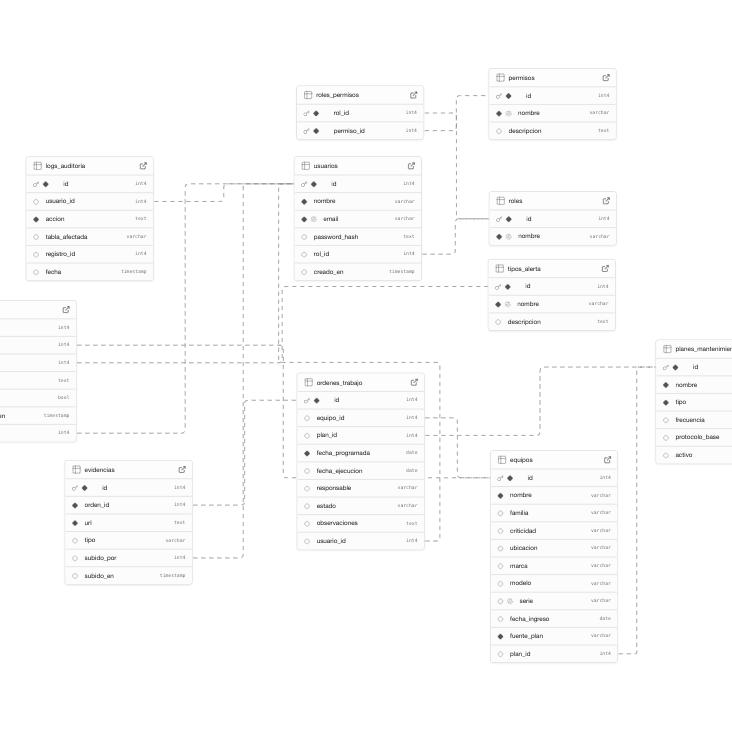 roles_permisos
rol_id int4
permiso_id int4
permisos
id int4
nombre varchar
descripcion text
logs_auditoria
id int4
usuario_id int4
accion text
tabla_afectada varchar
registro_id int4
fecha timestamp
usuarios
id int4
nombre varchar
email varchar
password_hash text
rol_id int4
creado_en timestamp
roles
id int4
nombre varchar
tipos_alerta
id int4
nombre varchar
descripcion text
int4
int4
int4
text
bool
en timestamp
int4
ordenes_trabajo
id int4
equipo_id int4
plan_id int4
fecha_programada date
fecha_ejecucion date
responsable varchar
estado varchar
observaciones text
usuario_id int4
planes_mantenimien
id
nombre
tipo
frecuencia
protocolo_base
activo
evidencias
id int4
orden_id int4
url text
tipo varchar
subido_por int4
subido_en timestamp
equipos
id int4
nombre varchar
familia varchar
criticidad varchar
ubicacion varchar
marca varchar
modelo varchar
serie varchar
fecha_ingreso date
fuente_plan varchar
plan_id int4